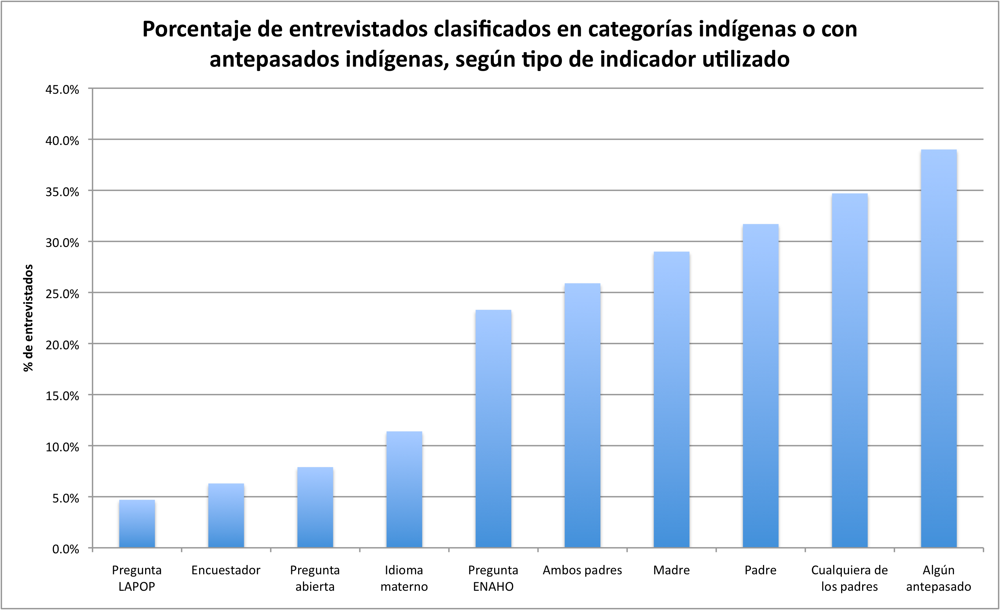 Porcentaje de entrevistados clasificados en categorías indígenas o con
antepasados indígenas, según tipo de indicador utilizado
45.0%
40.0%
35.0%
30.0%
25.0%
20.0%
15.0%
10.0%
5.0%
0.0%
% de entrevistados
Pregunta
LAPOP
Encuestador
Pregunta
abierta
Idioma
materno
Pregunta
ENAHO
Ambos padres
Madre
Padre
Cualquiera de
los padres
Algún
antepasado